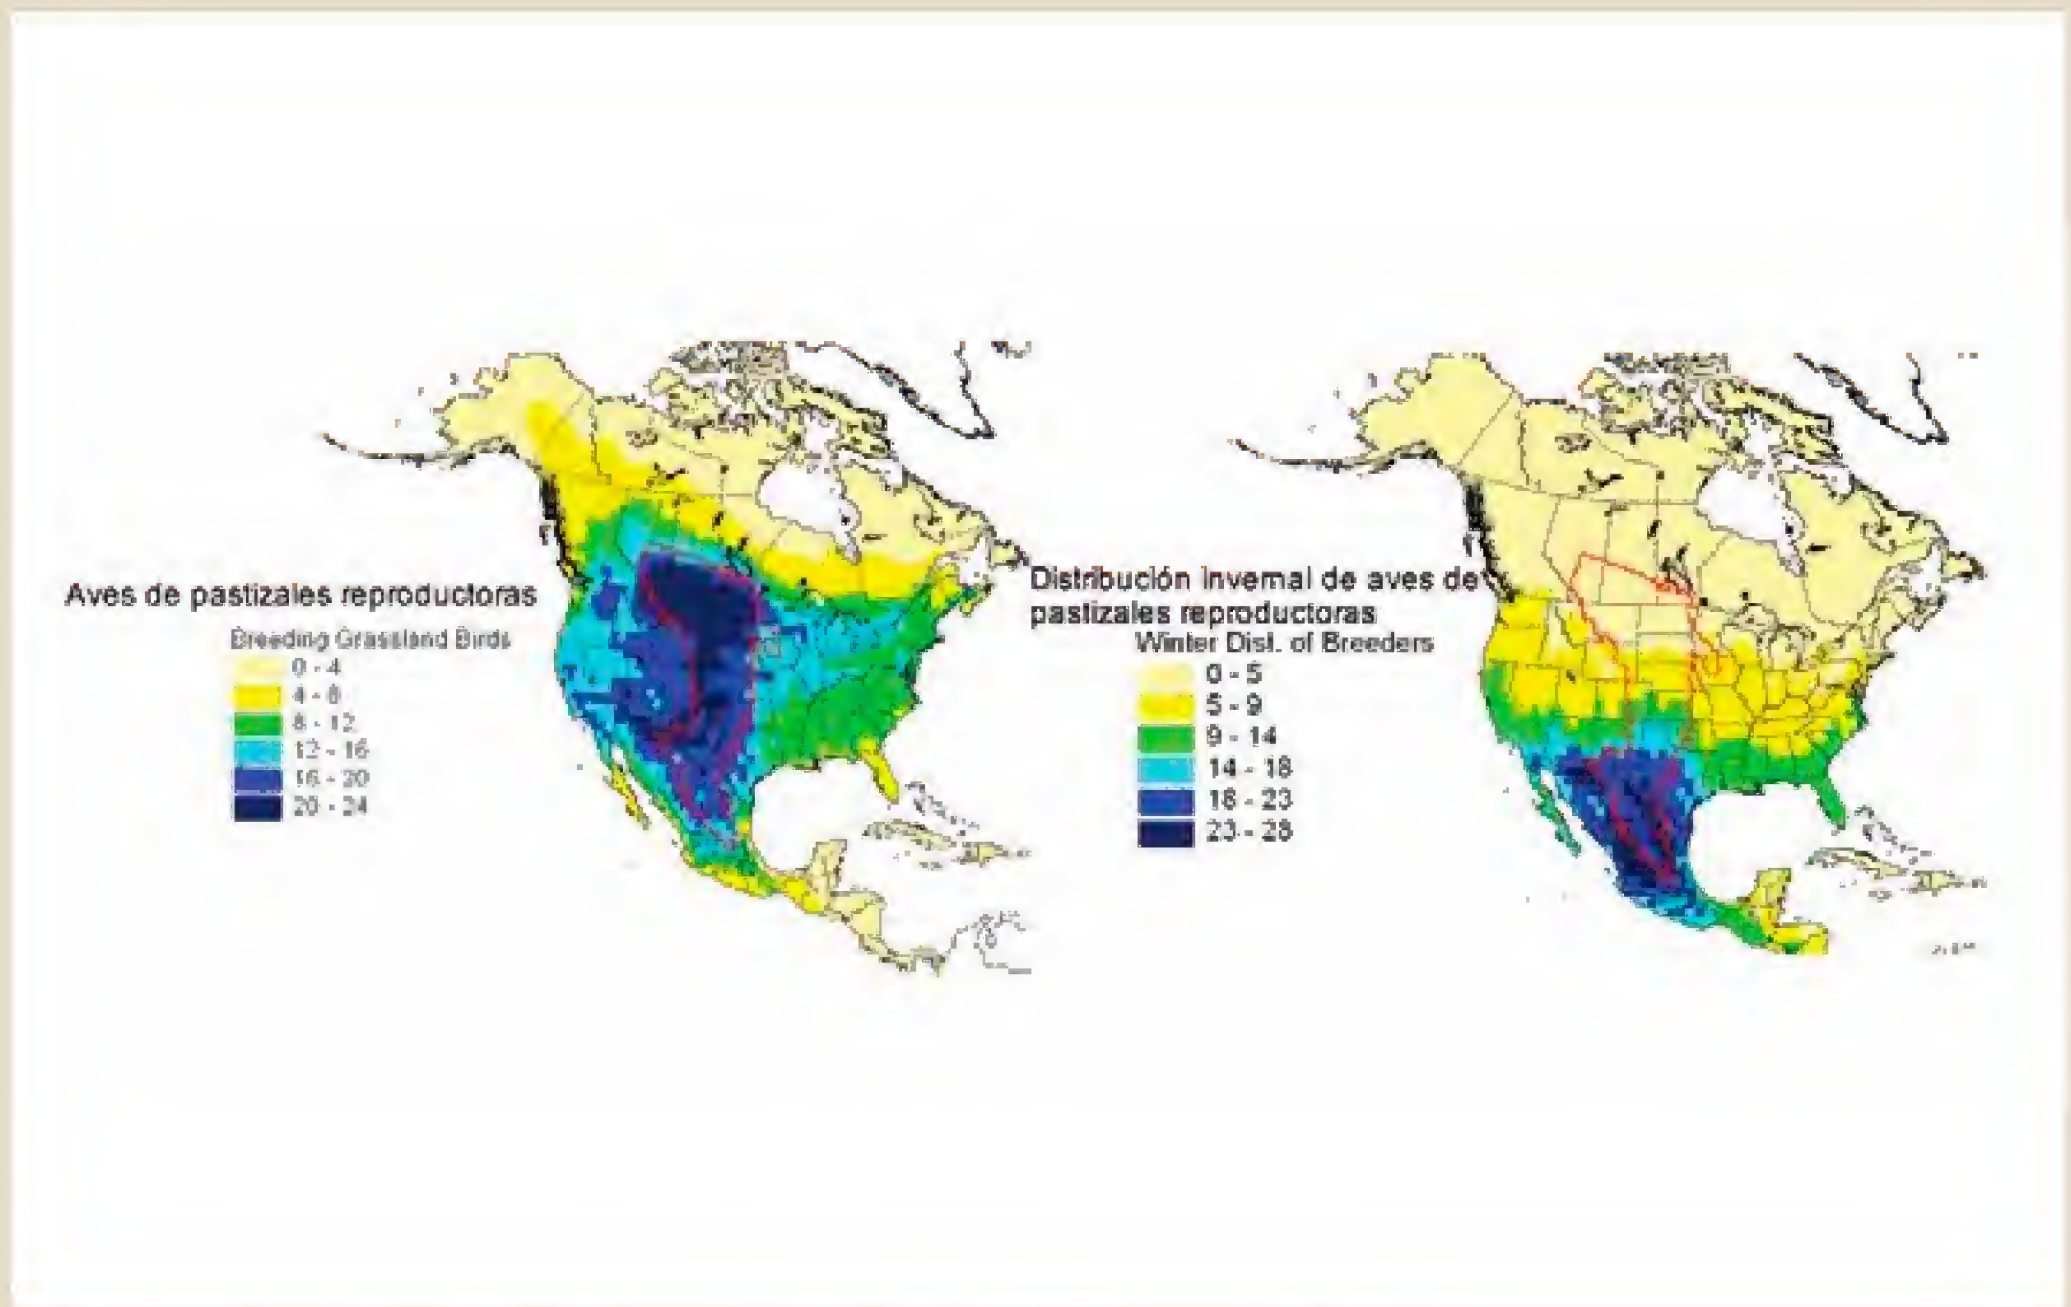 Aves de pastizales reproductoras
Breeding Grassland Birds
0 - 4
4 - 8
8 - 12
12 - 16
16 - 20
20 - 24
Distribución invernal de aves de
pastizales reproductoras
Winter Dist. of Breeders
0 - 5
5 - 9
9 - 14
14 - 18
18 - 23
23 - 28